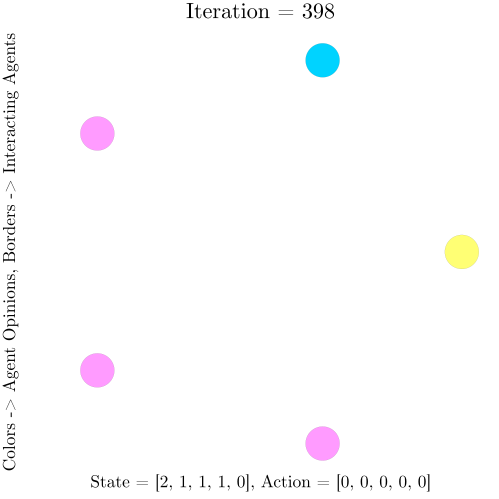 Iteration = 398
Colors -> Agent Opinions, Borders -> Interacting Agents
State = [2, 1, 1, 1, 0], Action = [0, 0, 0, 0, 0]